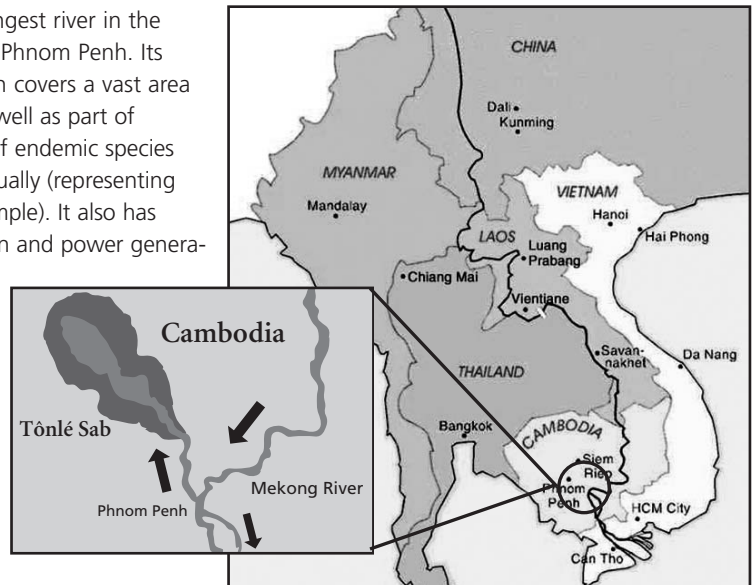 ngest river in the
Phnom Penh. Its
n covers a vast area
well as part of
f endemic species
ually (representing
mple). It also has
n and power genera-
CHINA
Dali
Kunming
MYANMAR
Mandalay
VIETNAM
Hanoi
Hai Phong
LAOS
Luang
Prabang
Chiang Mai
Vientiane
Savan-
nakhet
Da Nang
THAILAND
Bangkok
CAMBODIA
Siem
Riep
Phnom
Penh
HCM City
Can Tho
Cambodia
Tônlé Sab
Mekong River
Phnom Penh